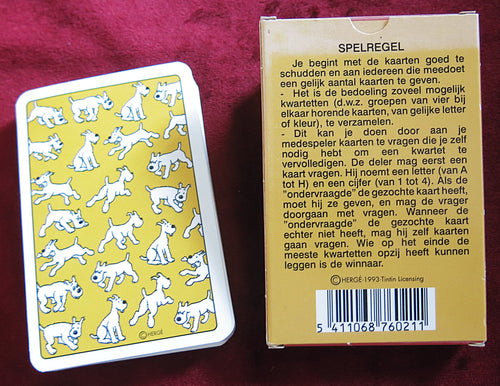 SPELREGEL
Je begint met de kaarten goed te
schudden en aan iedereen die meedoet
een gelijk aantal kaarten te geven.
- Het is de bedoeling zoveel mogelijk
kwartetten (d.w.z. groepen van vier bij
elkaar horende kaarten, van gelijke letter
of kleur), te verzamelen.
- Dit kan je doen door aan je
medespeler kaarten te vragen die je zelf
nodig hebt om een kwartet te
vervolledigen. De deler mag eerst een
kaart vragen. Hij noemt een letter (van A
tot H) en een cijfer (van 1 tot 4). Als de
"ondervraagde" de gezochte kaart heeft,
moet hij ze geven, en mag de vrager
doorgaan met vragen. Wanneer de
"ondervraagde" de gezochte kaart
echter niet heeft, mag hij zelf kaarten
gaan vragen. Wie op het einde de
meeste kwartetten opzij heeft kunnen
leggen is de winnaar.
© HERGÉ -1993-Tintin Licensing
5 411068 760211
© HERGÉ